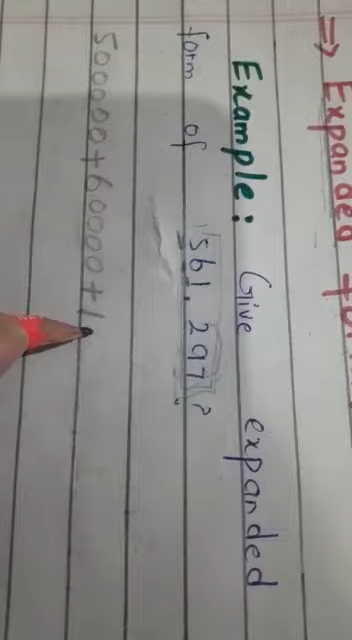 ⇒ Expanded
Example: Give expanded
form of 561,297?
500000+60000+1